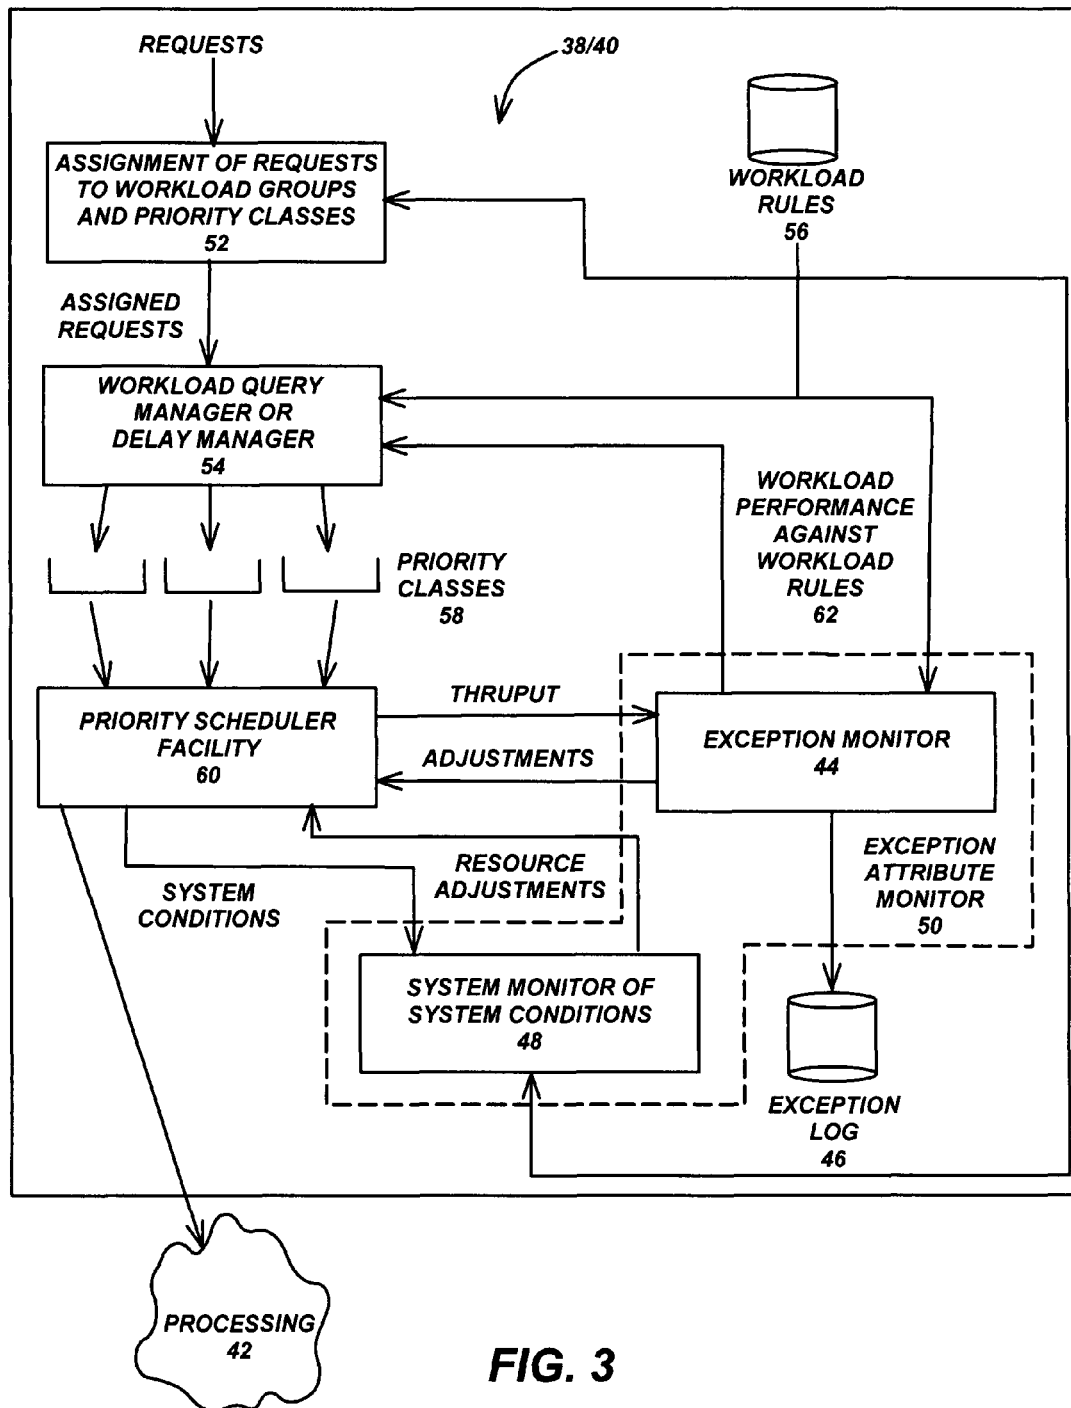 REQUESTS
38/40
ASSIGNMENT OF REQUESTS
TO WORKLOAD GROUPS
AND PRIORITY CLASSES
52
WORKLOAD
RULES
56
ASSIGNED
REQUESTS
WORKLOAD QUERY
MANAGER OR
DELAY MANAGER
54
WORKLOAD
PERFORMANCE
AGAINST
WORKLOAD
RULES
62
PRIORITY
CLASSES
58
PRIORITY SCHEDULER
FACILITY
60
THRUPUT
ADJUSTMENTS
EXCEPTION MONITOR
44
SYSTEM
CONDITIONS
RESOURCE
ADJUSTMENTS
EXCEPTION
ATTRIBUTE
MONITOR
50
SYSTEM MONITOR OF
SYSTEM CONDITIONS
48
EXCEPTION
LOG
46
PROCESSING
42
FIG. 3